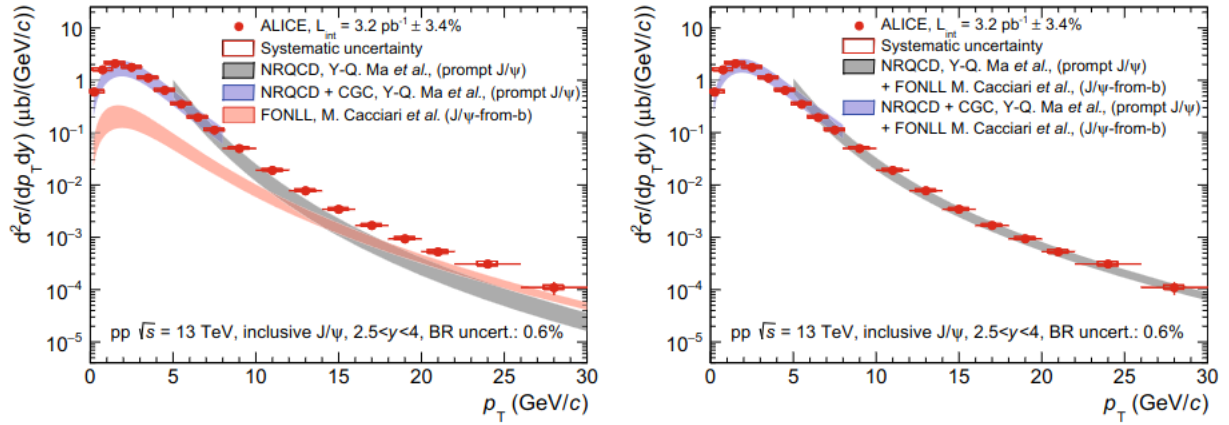 ALICE, L_int = 3.2 pb⁻¹ ± 3.4%
Systematic uncertainty
NRQCD, Y-Q. Ma et al., (prompt J/ψ)
NRQCD + CGC, Y-Q. Ma et al., (prompt J/ψ)
FONLL, M. Cacciari et al. (J/ψ-from-b)
d²σ/(dp_T dy) (μb/(GeV/c))
10
1
10⁻¹
10⁻²
10⁻³
10⁻⁴
10⁻⁵
pp √s = 13 TeV, inclusive J/ψ, 2.5<y<4, BR uncert.: 0.6%
0 5 10 15 20 25 30
p_T (GeV/c)
ALICE, L_int = 3.2 pb⁻¹ ± 3.4%
Systematic uncertainty
NRQCD, Y-Q. Ma et al., (prompt J/ψ)
+ FONLL, M. Cacciari et al., (J/ψ-from-b)
NRQCD + CGC, Y-Q. Ma et al., (prompt J/ψ)
+ FONLL M. Cacciari et al., (J/ψ-from-b)
d²σ/(dp_T dy) (μb/(GeV/c))
10
1
10⁻¹
10⁻²
10⁻³
10⁻⁴
10⁻⁵
pp √s = 13 TeV, inclusive J/ψ, 2.5<y<4, BR uncert.: 0.6%
0 5 10 15 20 25 30
p_T (GeV/c)